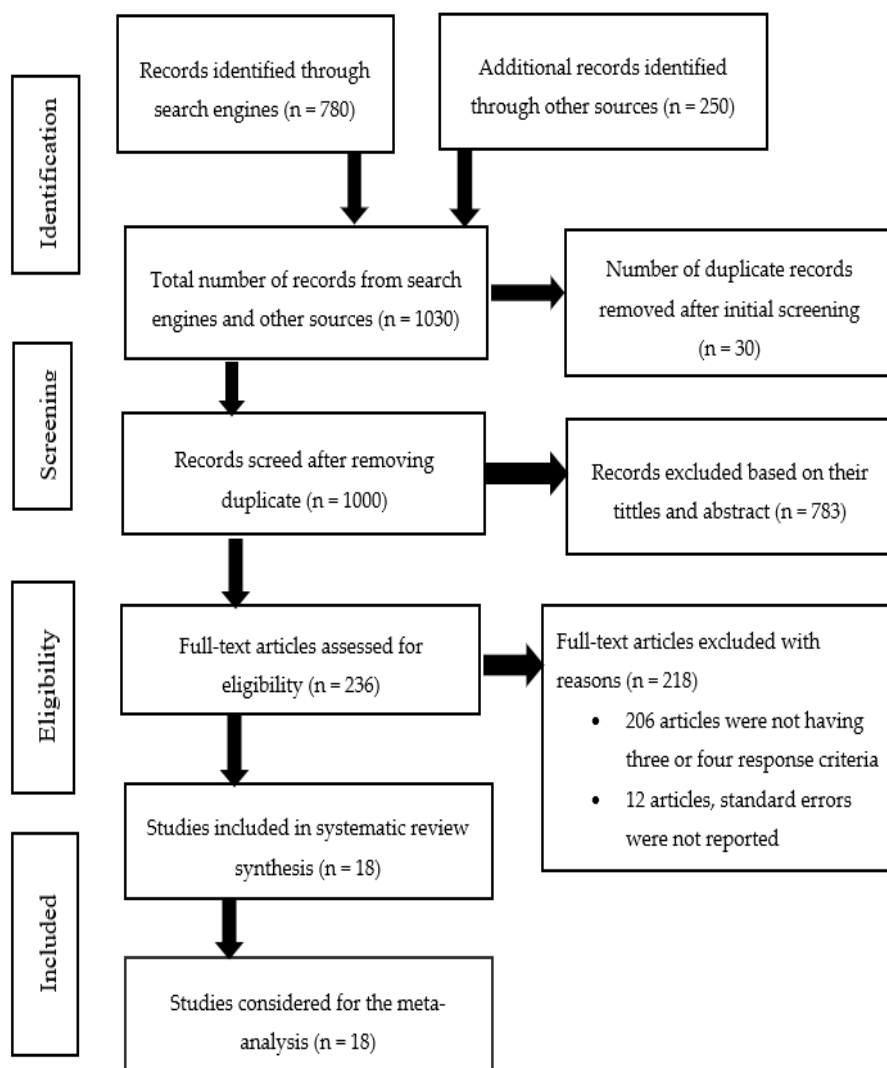 Identification
Records identified through
search engines (n = 780)
Additional records identified
through other sources (n = 250)
Total number of records from search
engines and other sources (n = 1030)
Number of duplicate records
removed after initial screening
(n = 30)
Screening
Records screed after removing
duplicate (n = 1000)
Records excluded based on their
tittles and abstract (n = 783)
Eligibility
Full-text articles assessed for
eligibility (n = 236)
Full-text articles excluded with
reasons (n = 218)
• 206 articles were not having
three or four response criteria
• 12 articles, standard errors
were not reported
Included
Studies included in systematic review
synthesis (n = 18)
Studies considered for the meta-
analysis (n = 18)